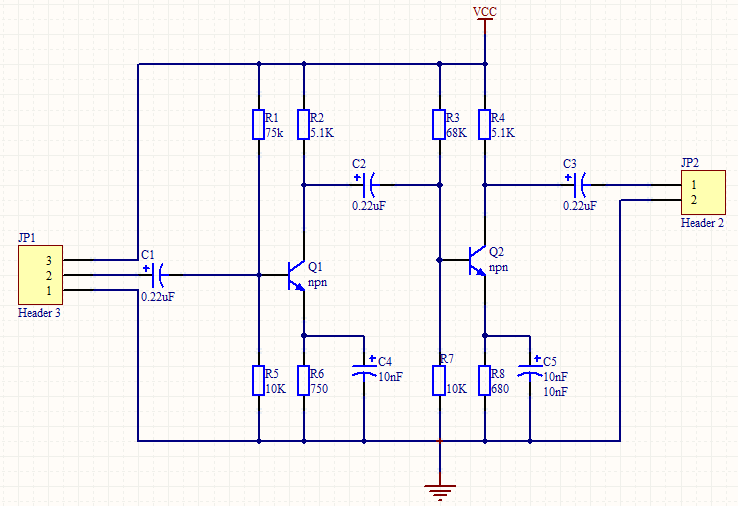 VCC
R1
75k
R2
5.1K
R3
68K
R4
5.1K
C2
0.22uF
C3
0.22uF
JP2
1
2
Header 2
JP1
3
2
1
Header 3
C1
0.22uF
Q1
npn
Q2
npn
R5
10K
R6
750
C4
10nF
R7
10K
R8
680
C5
10nF
10nF